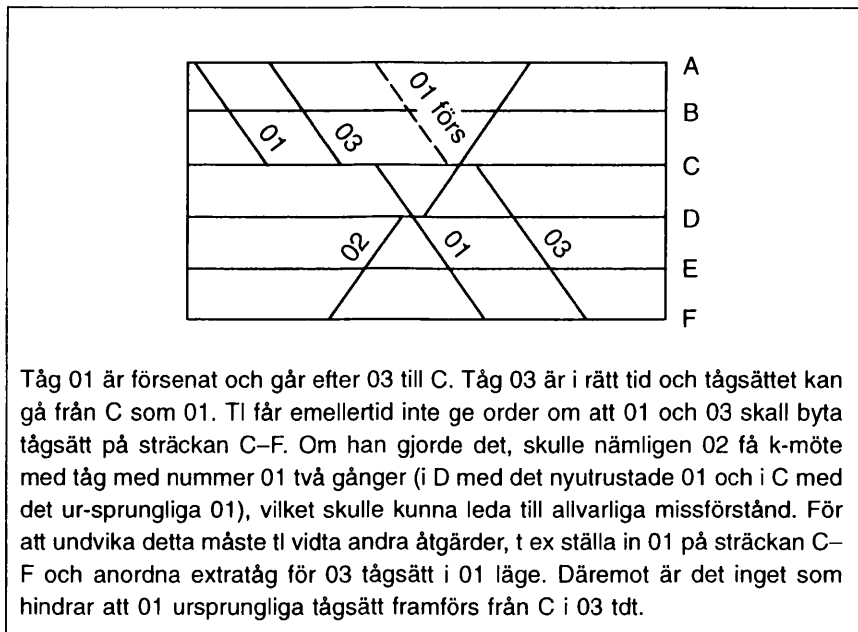 A
01 förs
B
01
03
C
D
02
01
03
E
F
Tåg 01 är försenat och går efter 03 till C. Tåg 03 är i rätt tid och tågsättet kan
gå från C som 01. Tl får emellertid inte ge order om att 01 och 03 skall byta
tågsätt på sträckan C–F. Om han gjorde det, skulle nämligen 02 få k-möte
med tåg med nummer 01 två gånger (i D med det nyutrustade 01 och i C med
det ur-sprungliga 01), vilket skulle kunna leda till allvarliga missförstånd. För
att undvika detta måste tl vidta andra åtgärder, t ex ställa in 01 på sträckan C–
F och anordna extratåg för 03 tågsätt i 01 läge. Däremot är det inget som
hindrar att 01 ursprungliga tågsätt framförs från C i 03 tdt.